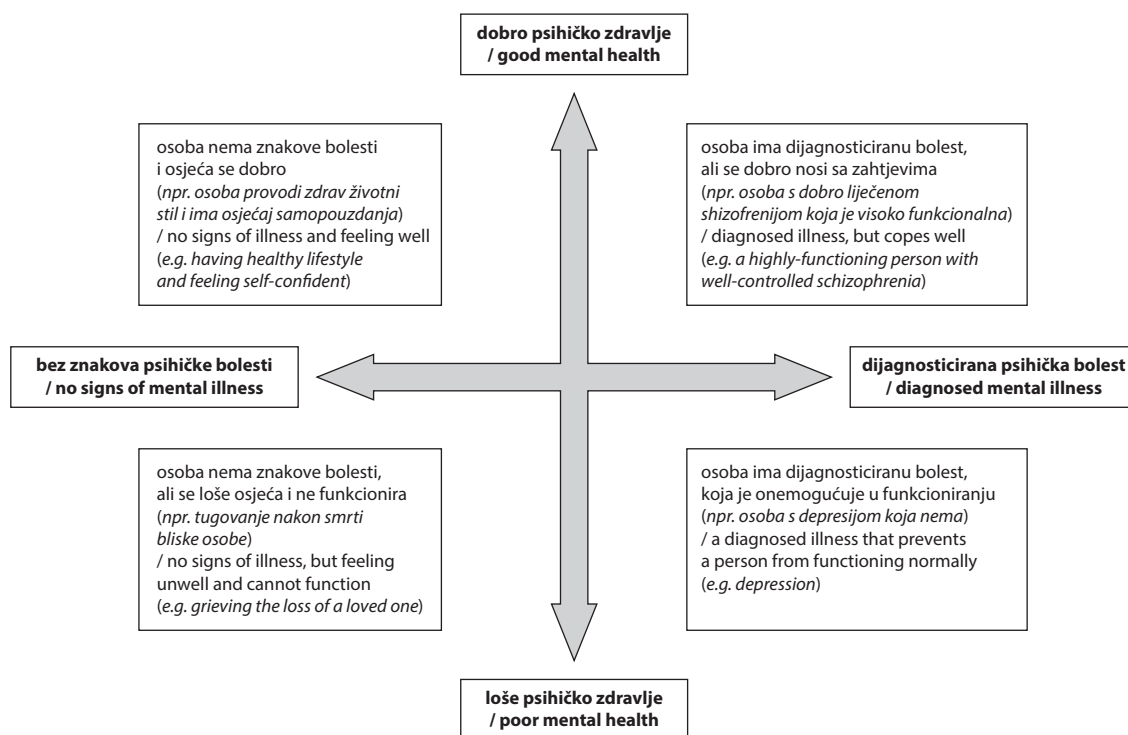 dobro psihičko zdravlje
/ good mental health
osoba nema znakove bolesti
i osjeća se dobro
(npr. osoba provodi zdrav životni
stil i ima osjećaj samopouzdanja)
/ no signs of illness and feeling well
(e.g. having healthy lifestyle
and feeling self-confident)
osoba ima dijagnosticiranu bolest,
ali se dobro nosi sa zahtjevima
(npr. osoba s dobro liječenom
shizofrenijom koja je visoko funkcionalna)
/ diagnosed illness, but copes well
(e.g. a highly-functioning person with
well-controlled schizophrenia)
bez znakova psihičke bolesti
/ no signs of mental illness
dijagnosticirana psihička bolest
/ diagnosed mental illness
osoba nema znakove bolesti,
ali se loše osjeća i ne funkcionira
(npr. tugovanje nakon smrti
bliske osobe)
/ no signs of illness, but feeling
unwell and cannot function
(e.g. grieving the loss of a loved one)
osoba ima dijagnosticiranu bolest,
koja je onemogućuje u funkcioniranju
(npr. osoba s depresijom koja nema)
/ a diagnosed illness that prevents
a person from functioning normally
(e.g. depression)
loše psihičko zdravlje
/ poor mental health